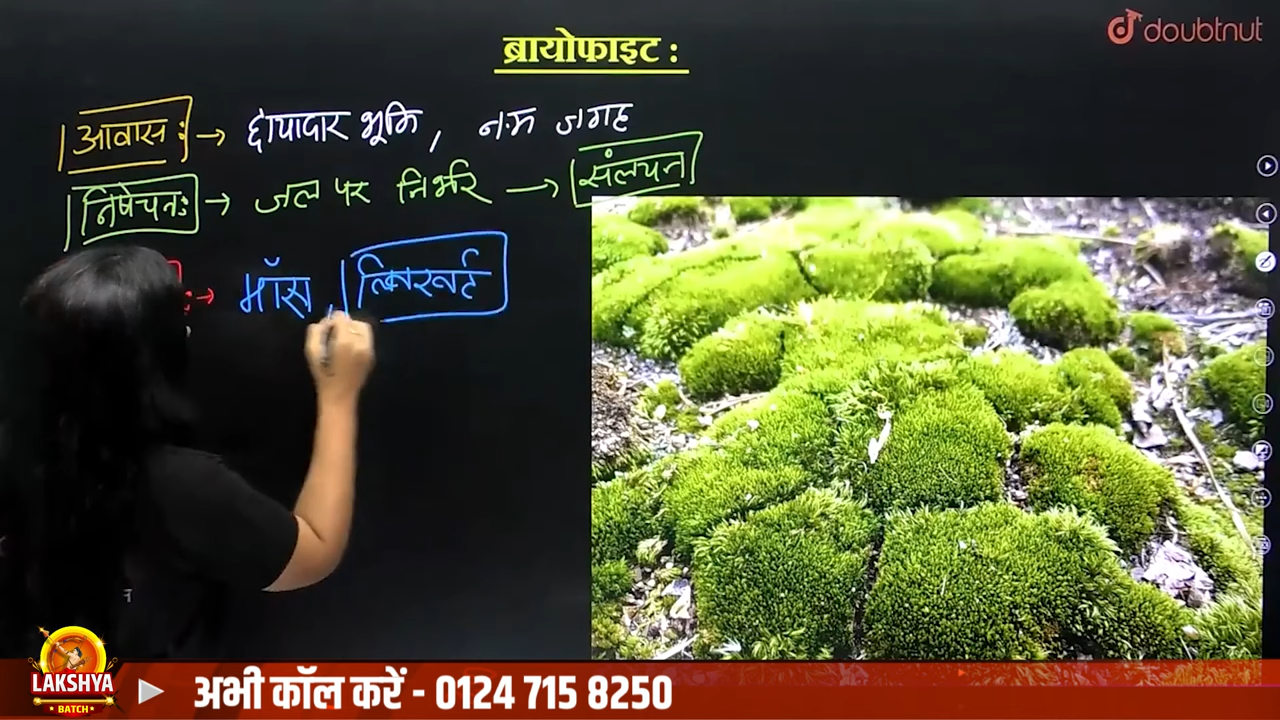 doubtnut
ब्रायोफाइट :
आवास : → छायादार भूमि , नम जगह
निषेचन : → जल पर निर्भर → संलयन
: → मॉस , लिवरवर्ट
LAKSHYA
BATCH
अभी कॉल करें - 0124 715 8250